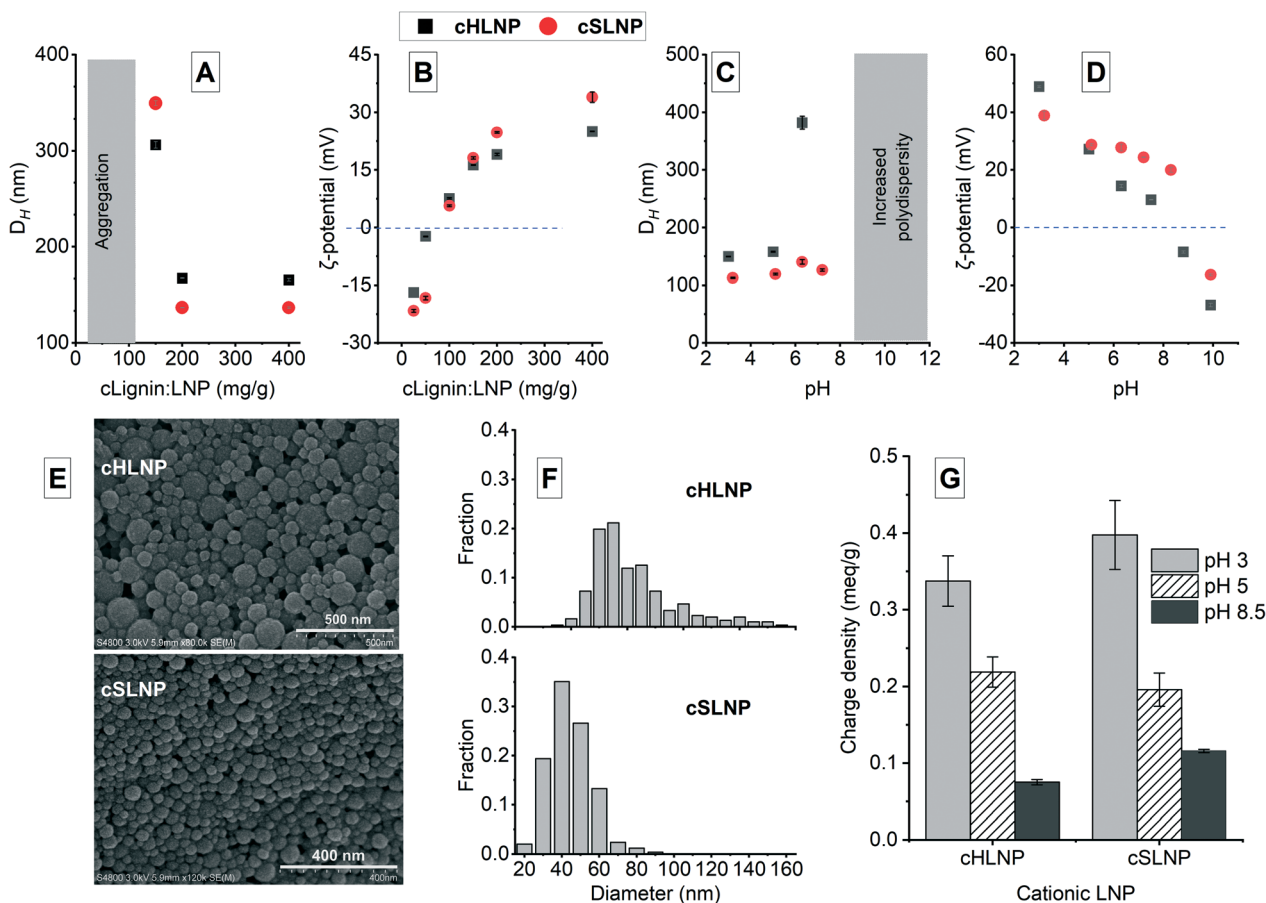 cHLNP cSLNP
A
400
300
200
100
D_H (nm)
Aggregation
0 100 200 300 400
cLignin:LNP (mg/g)
B
45
30
15
0
-15
-30
ζ-potential (mV)
0 100 200 300 400
cLignin:LNP (mg/g)
C
500
400
300
200
100
0
D_H (nm)
Increased
polydispersity
2 4 6 8 10 12
pH
D
60
40
20
0
-20
-40
ζ-potential (mV)
2 4 6 8 10
pH
E
cHLNP
500 nm
S4800 3.0kV 5.9mm x80.0k SE(M) 500nm
cSLNP
400 nm
S4800 3.0kV 5.9mm x120k SE(M) 400nm
F
0.4
0.3
0.2
0.1
0.0
Fraction
cHLNP
0.4
0.3
0.2
0.1
0.0
Fraction
cSLNP
20 40 60 80 100 120 140 160
Diameter (nm)
G
0.5
0.4
0.3
0.2
0.1
0.0
Charge density (meq/g)
pH 3
pH 5
pH 8.5
cHLNP cSLNP
Cationic LNP